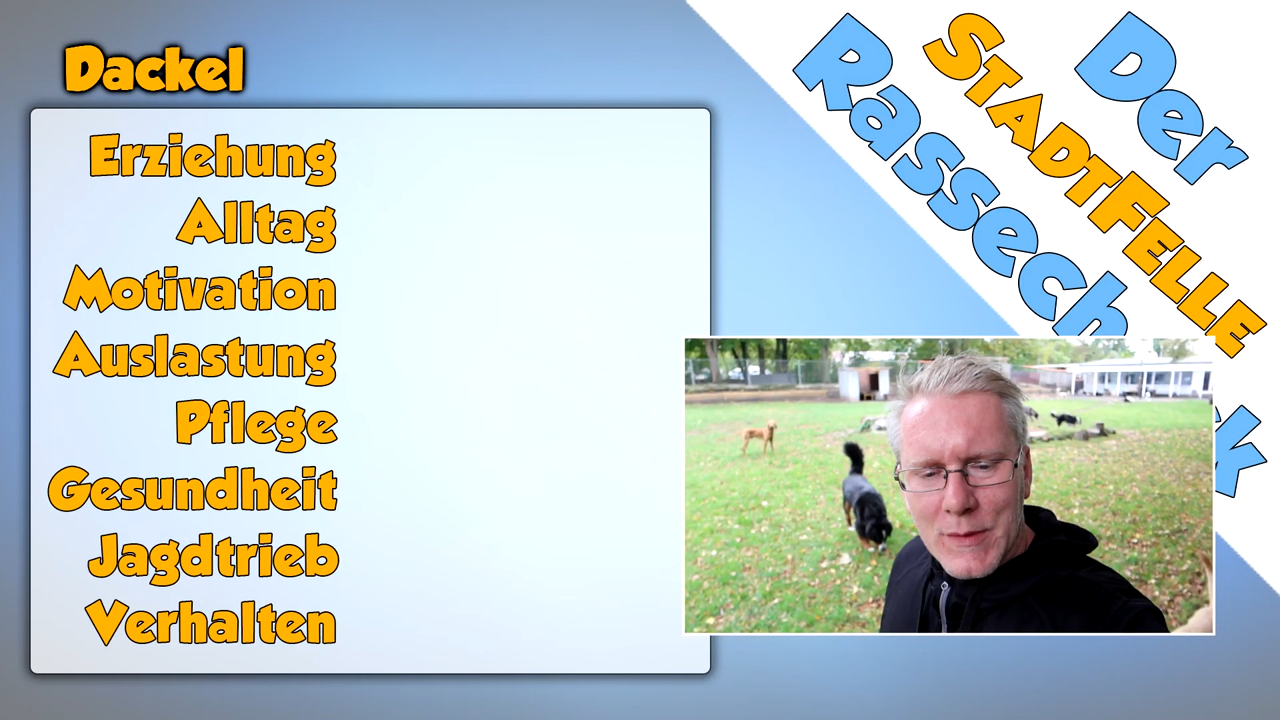 Dackel
Erziehung
Alltag
Motivation
Auslastung
Pflege
Gesundheit
Jagdtrieb
Verhalten
Der
StadtFelle
Rassech k